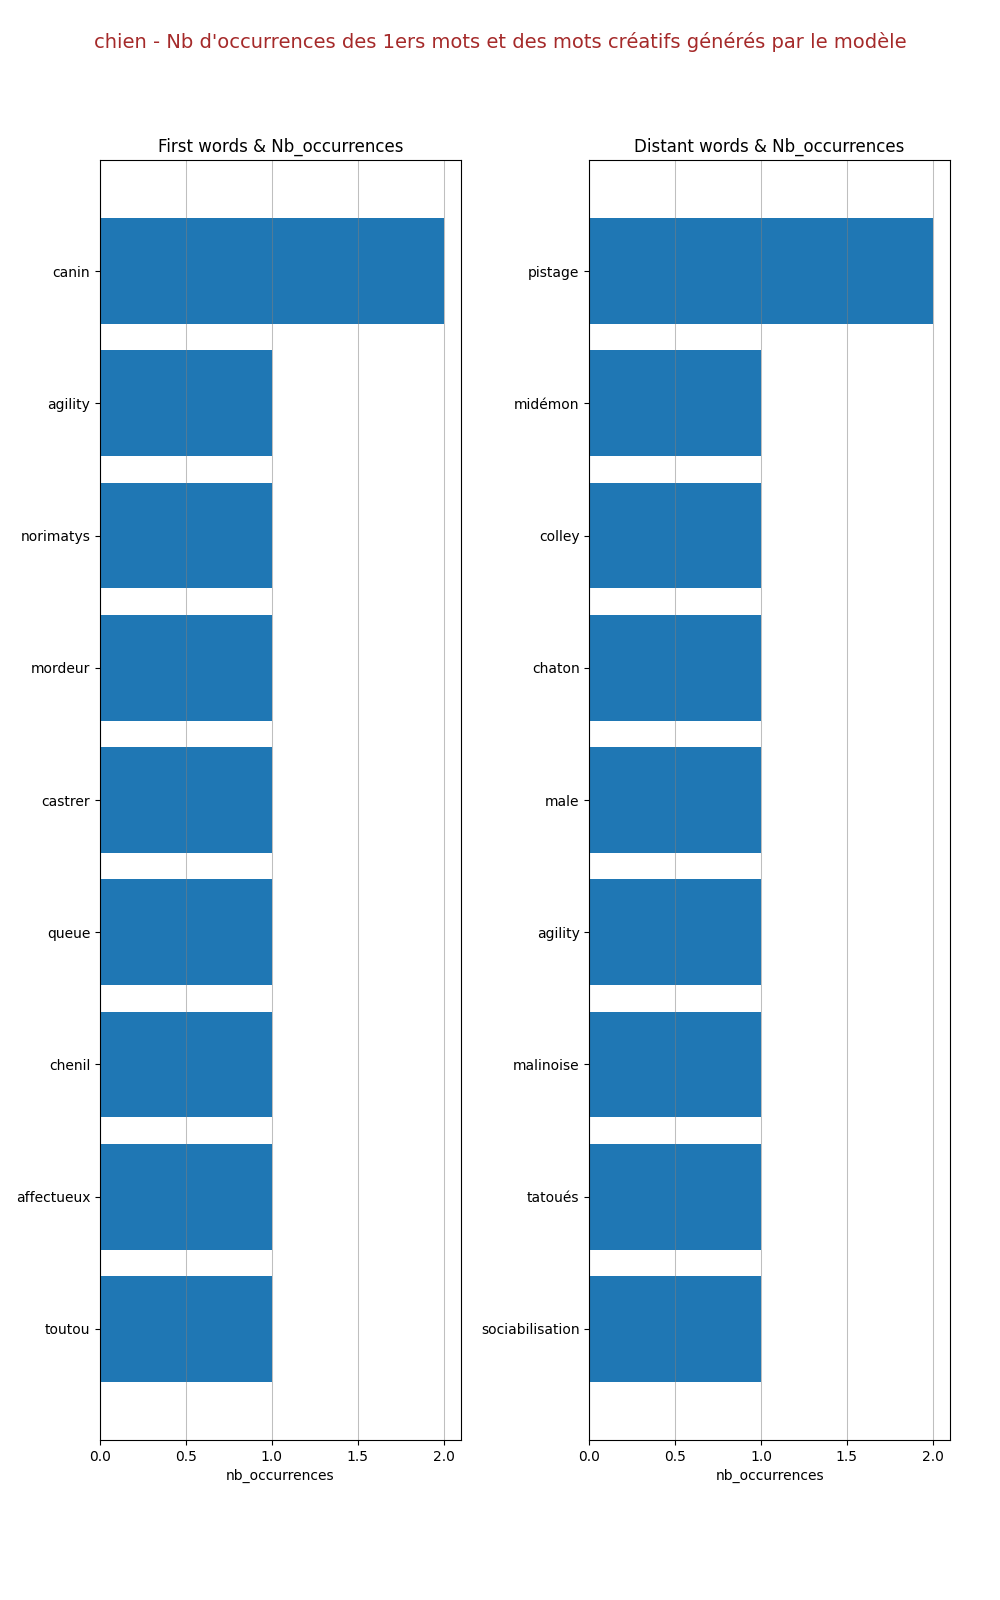 chien - Nb d'occurrences des 1ers mots et des mots créatifs générés par le modèle
First words & Nb_occurrences
canin
agility
norimatys
mordeur
castrer
queue
chenil
affectueux
toutou
0.0 0.5 1.0 1.5 2.0
nb_occurrences
Distant words & Nb_occurrences
pistage
midémon
colley
chaton
male
agility
malinoise
tatoués
sociabilisation
0.0 0.5 1.0 1.5 2.0
nb_occurrences